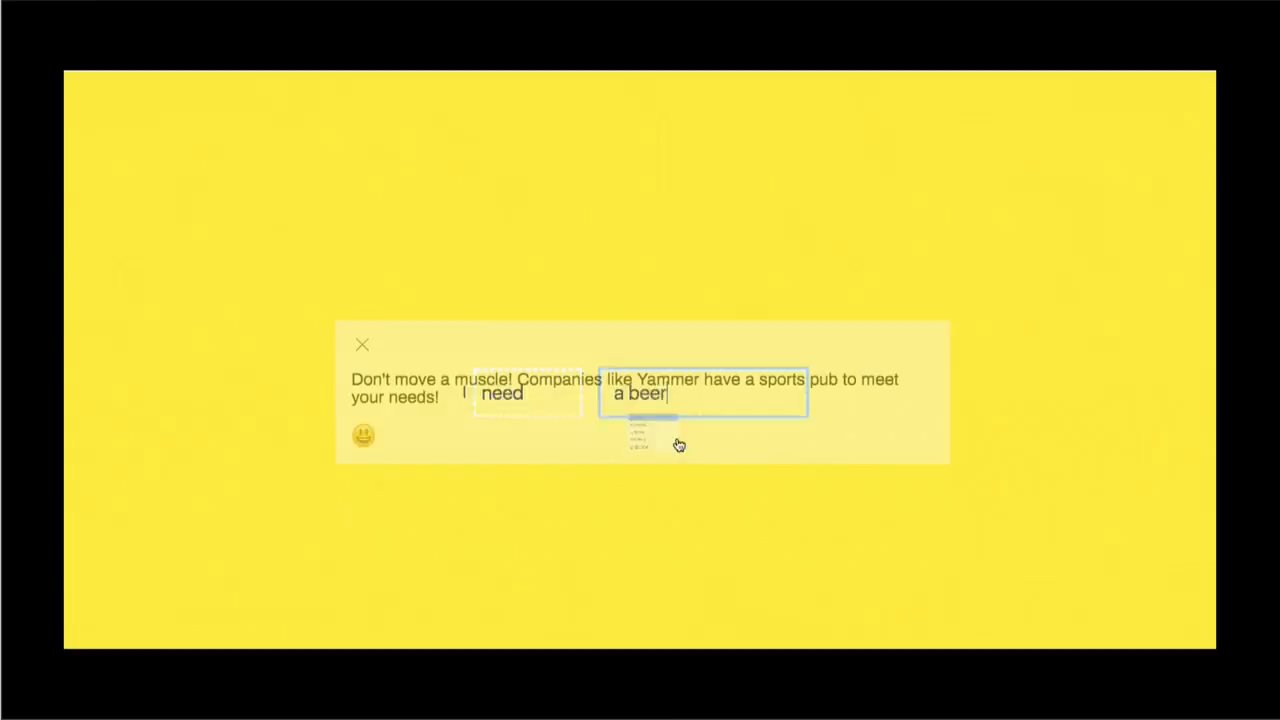 Don't move a muscle! Companies like Yammer have a sports pub to meet
your needs!
I need a beer